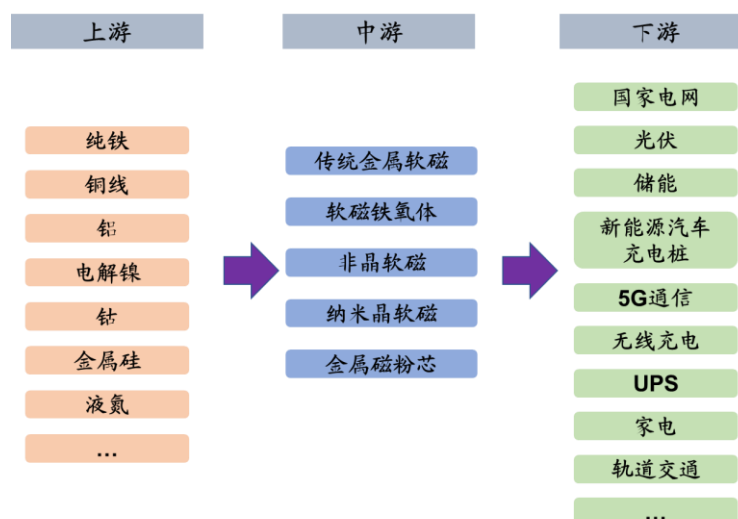 上游
纯铁
铜线
铝
电解镍
钴
金属硅
液氮
...
中游
传统金属软磁
软磁铁氧体
非晶软磁
纳米晶软磁
金属磁粉芯
下游
国家电网
光伏
储能
新能源汽车
充电桩
5G通信
无线充电
UPS
家电
轨道交通
...